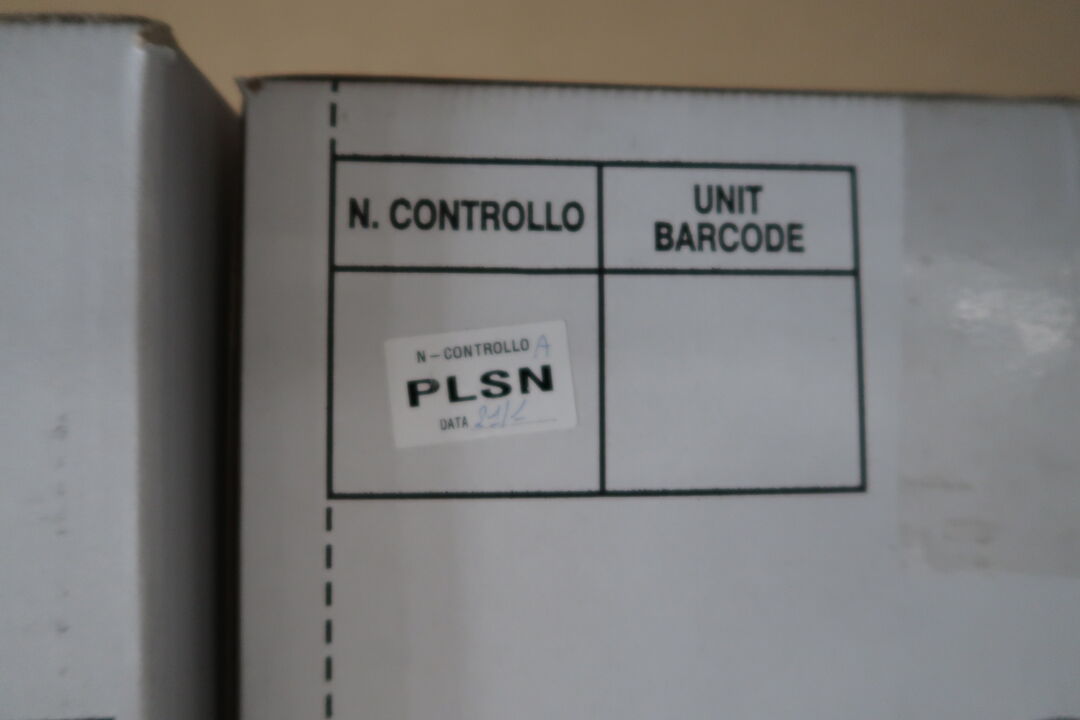 N. CONTROLLO
UNIT
BARCODE
N-CONTROLLO A
PLSN
DATA